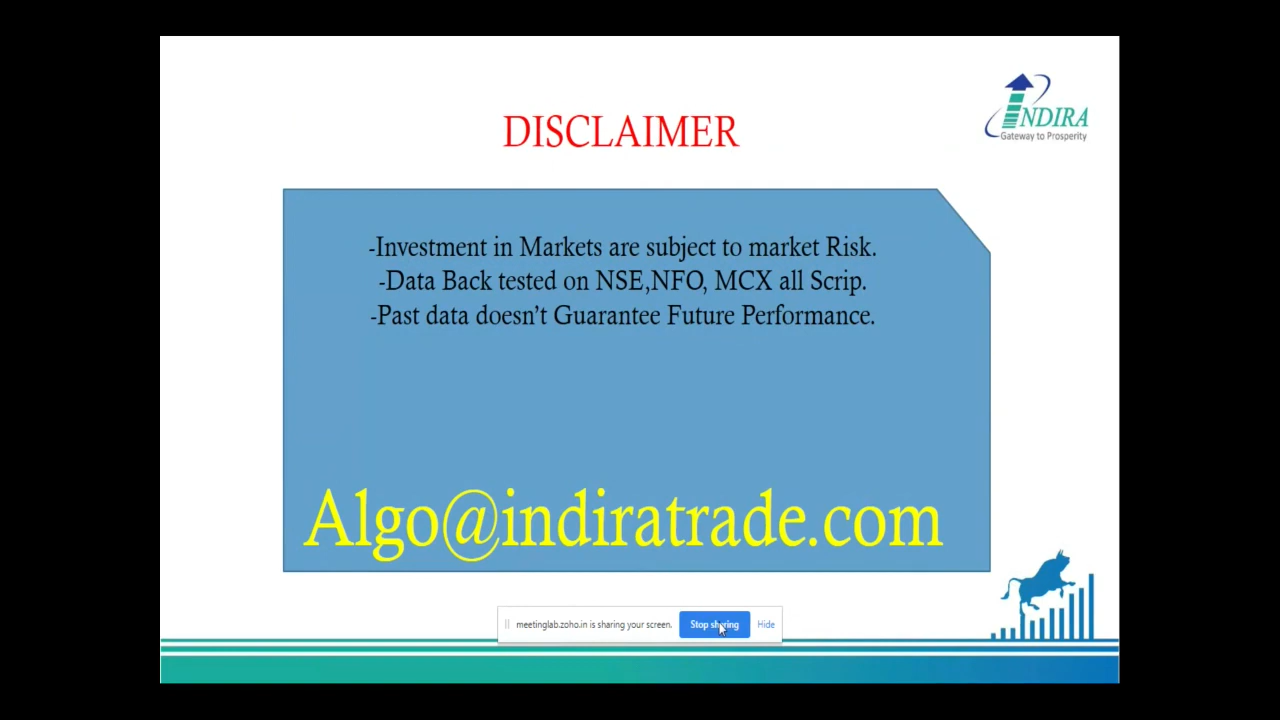 DISCLAIMER
INDIRA
Gateway to Prosperity
-Investment in Markets are subject to market Risk.
-Data Back tested on NSE,NFO, MCX all Scrip.
-Past data doesn’t Guarantee Future Performance.
Algo@indiratrade.com
meetinglab.zoho.in is sharing your screen. Stop sharing Hide